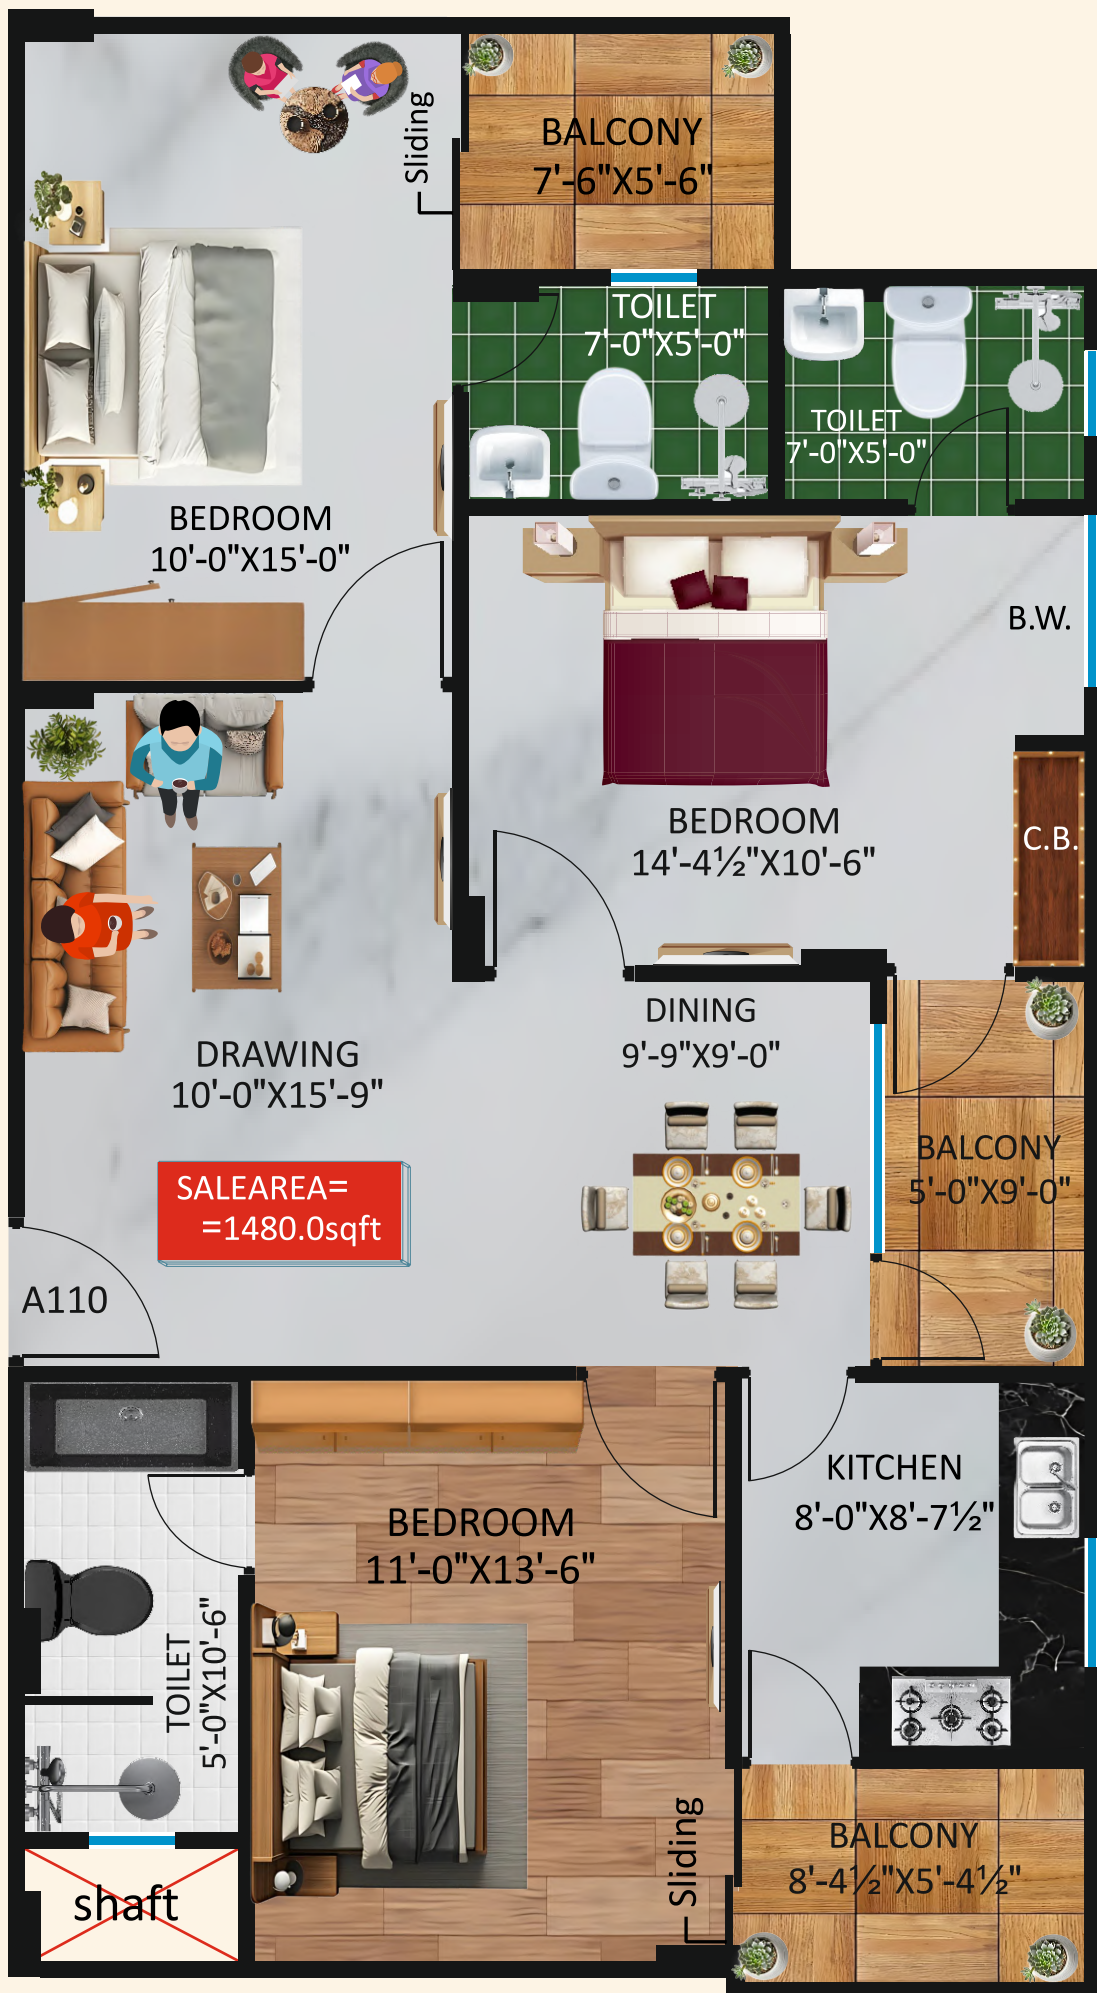 Sliding
BALCONY
7'-6"X5'-6"
TOILET
7'-0"X5'-0"
TOILET
7'-0"X5'-0"
BEDROOM
10'-0"X15'-0"
B.W.
BEDROOM
14'-4½"X10'-6"
C.B.
DINING
9'-9"X9'-0"
DRAWING
10'-0"X15'-9"
BALCONY
5'-0"X9'-0"
SALEAREA=
=1480.0sqft
A110
KITCHEN
8'-0"X8'-7½"
BEDROOM
11'-0"X13'-6"
TOILET
5'-0"X10'-6"
Sliding
BALCONY
8'-4½"X5'-4½"
shaft